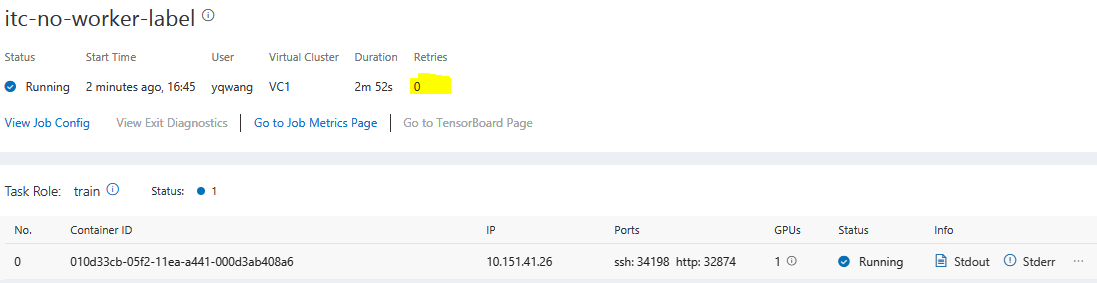 itc-no-worker-label
Status Start Time User Virtual Cluster Duration Retries
Running 2 minutes ago, 16:45 yqwang VC1 2m 52s 0
View Job Config View Exit Diagnostics Go to Job Metrics Page Go to TensorBoard Page
Task Role: train Status: 1
No. Container ID IP Ports GPUs Status Info
0 010d33cb-05f2-11ea-a441-000d3ab408a6 10.151.41.26 ssh: 34198 http: 32874 1 Running Stdout Stderr ...